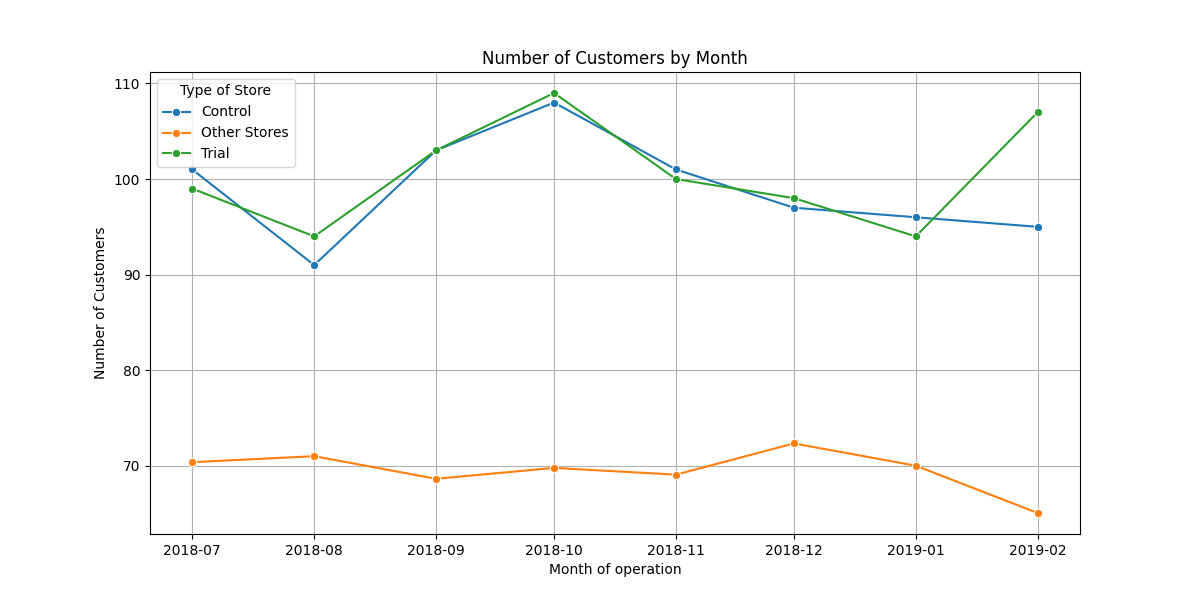 Number of Customers by Month
Type of Store
Control
Other Stores
Trial
110
100
90
80
70
Number of Customers
2018-07
2018-08
2018-09
2018-10
2018-11
2018-12
2019-01
2019-02
Month of operation